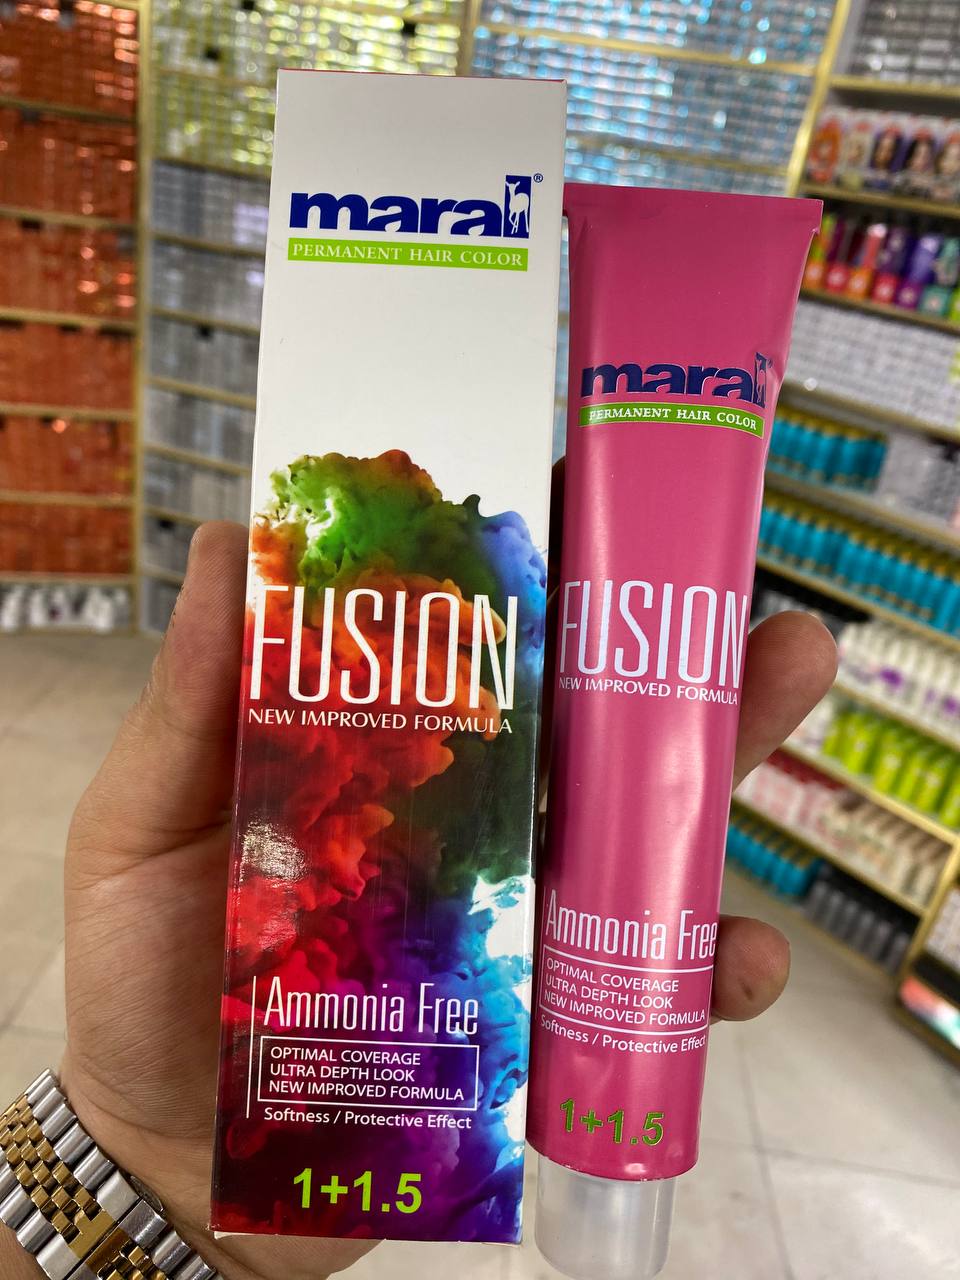 maral®
PERMANENT HAIR COLOR
FUSION
NEW IMPROVED FORMULA
Ammonia Free
OPTIMAL COVERAGE
ULTRA DEPTH LOOK
NEW IMPROVED FORMULA
Softness / Protective Effect
1+1.5
maral
PERMANENT HAIR COLOR
FUSION
NEW IMPROVED FORMULA
Ammonia Free
OPTIMAL COVERAGE
ULTRA DEPTH LOOK
NEW IMPROVED FORMULA
Softness / Protective Effect
1+1.5